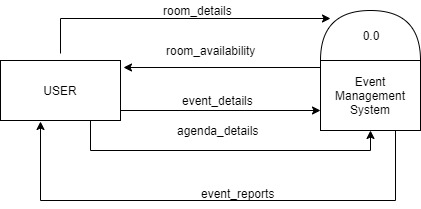 room_details
0.0
room_availability
USER
Event
Management
System
event_details
agenda_details
event_reports